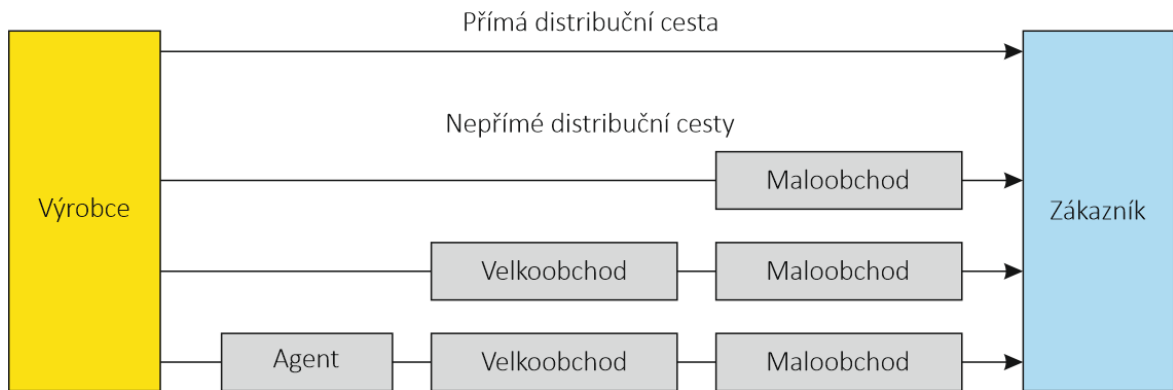 Přímá distribuční cesta
Nepřímé distribuční cesty
Maloobchod
Výrobce
Zákazník
Velkoobchod
Maloobchod
Agent
Velkoobchod
Maloobchod